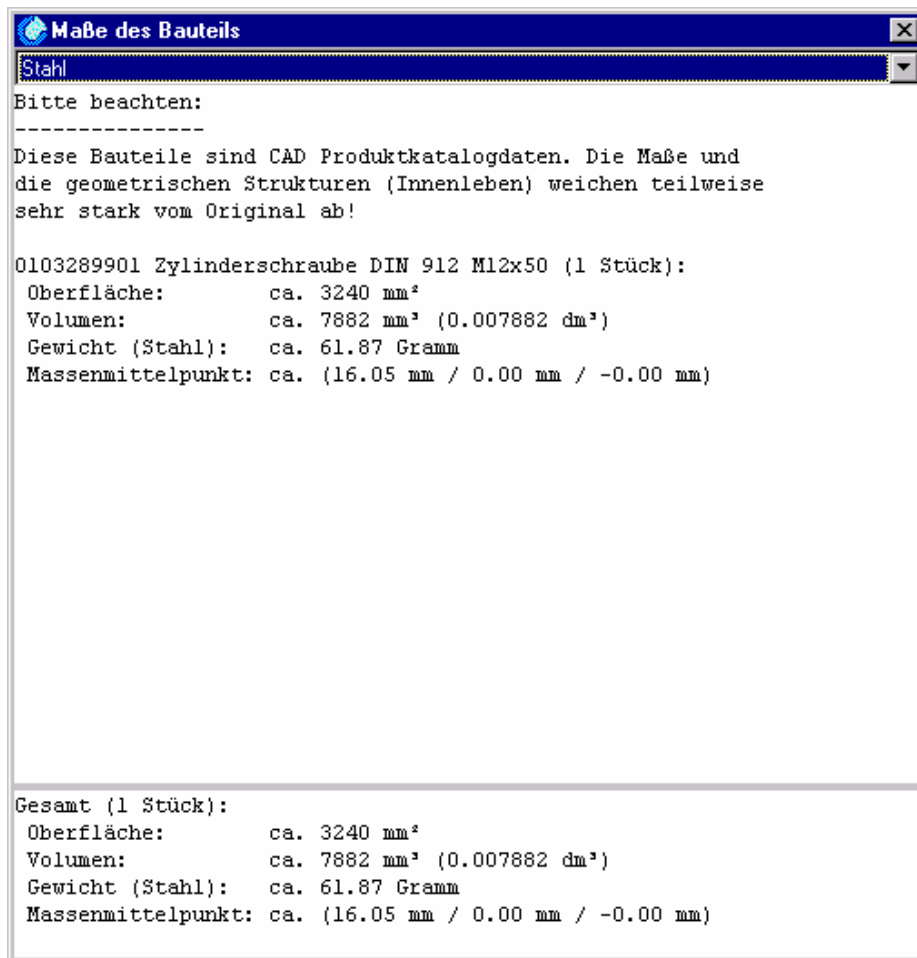 Maße des Bauteils
Stahl
Bitte beachten:
---------------
Diese Bauteile sind CAD Produktkatalogdaten. Die Maße und
die geometrischen Strukturen (Innenleben) weichen teilweise
sehr stark vom Original ab!
0103289901 Zylinderschraube DIN 912 M12x50 (1 Stück):
Oberfläche: ca. 3240 mm²
Volumen: ca. 7882 mm³ (0.007882 dm³)
Gewicht (Stahl): ca. 61.87 Gramm
Massenmittelpunkt: ca. (16.05 mm / 0.00 mm / -0.00 mm)
Gesamt (1 Stück):
Oberfläche: ca. 3240 mm²
Volumen: ca. 7882 mm³ (0.007882 dm³)
Gewicht (Stahl): ca. 61.87 Gramm
Massenmittelpunkt: ca. (16.05 mm / 0.00 mm / -0.00 mm)